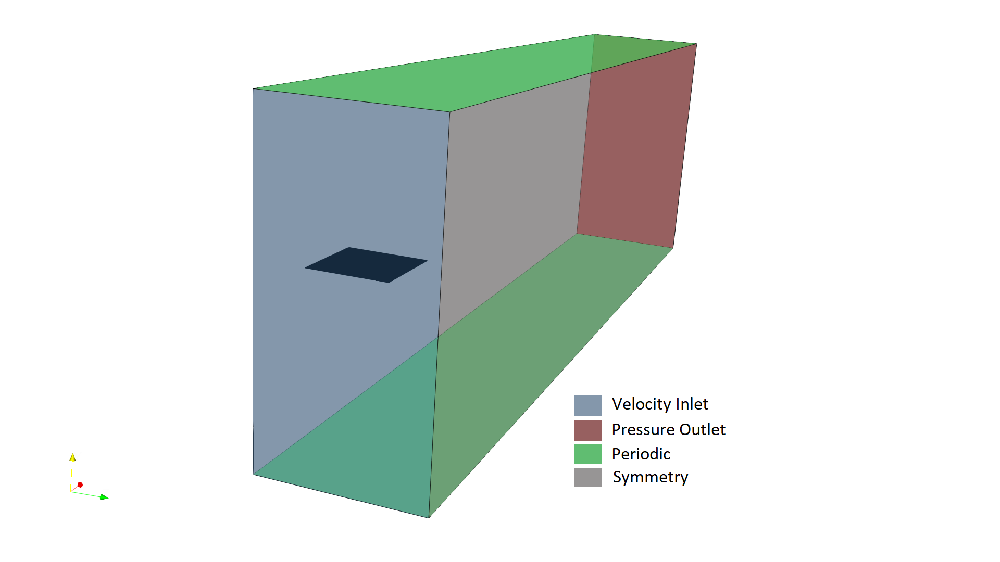 Velocity Inlet
Pressure Outlet
Periodic
Symmetry